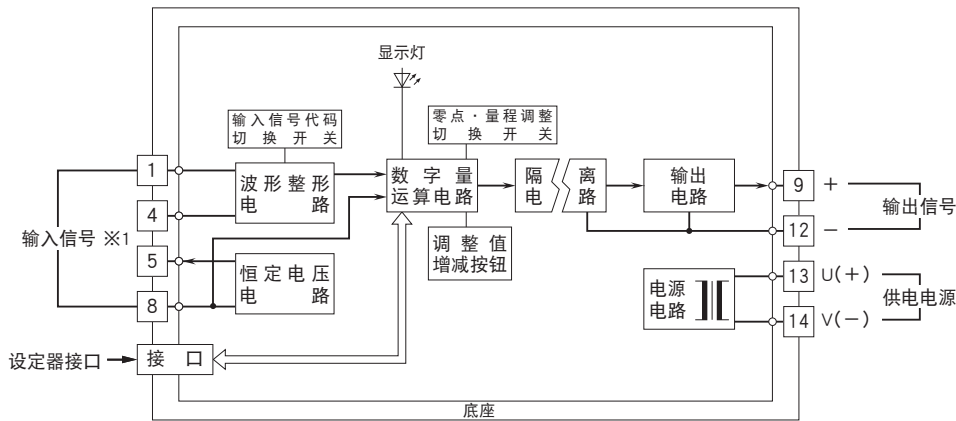 显示灯
输入信号代码
切换开关
零点·量程调整
切换开关
1
波形整形
电路
数字量
运算电路
隔离
电路
输出
电路
9 +
4
输出信号
输入信号 ※1
12 −
5
恒定电压
电路
调整值
增减按钮
13 U(+)
电源
电路
供电电源
8
14 V(−)
设定器接口
接口
底座